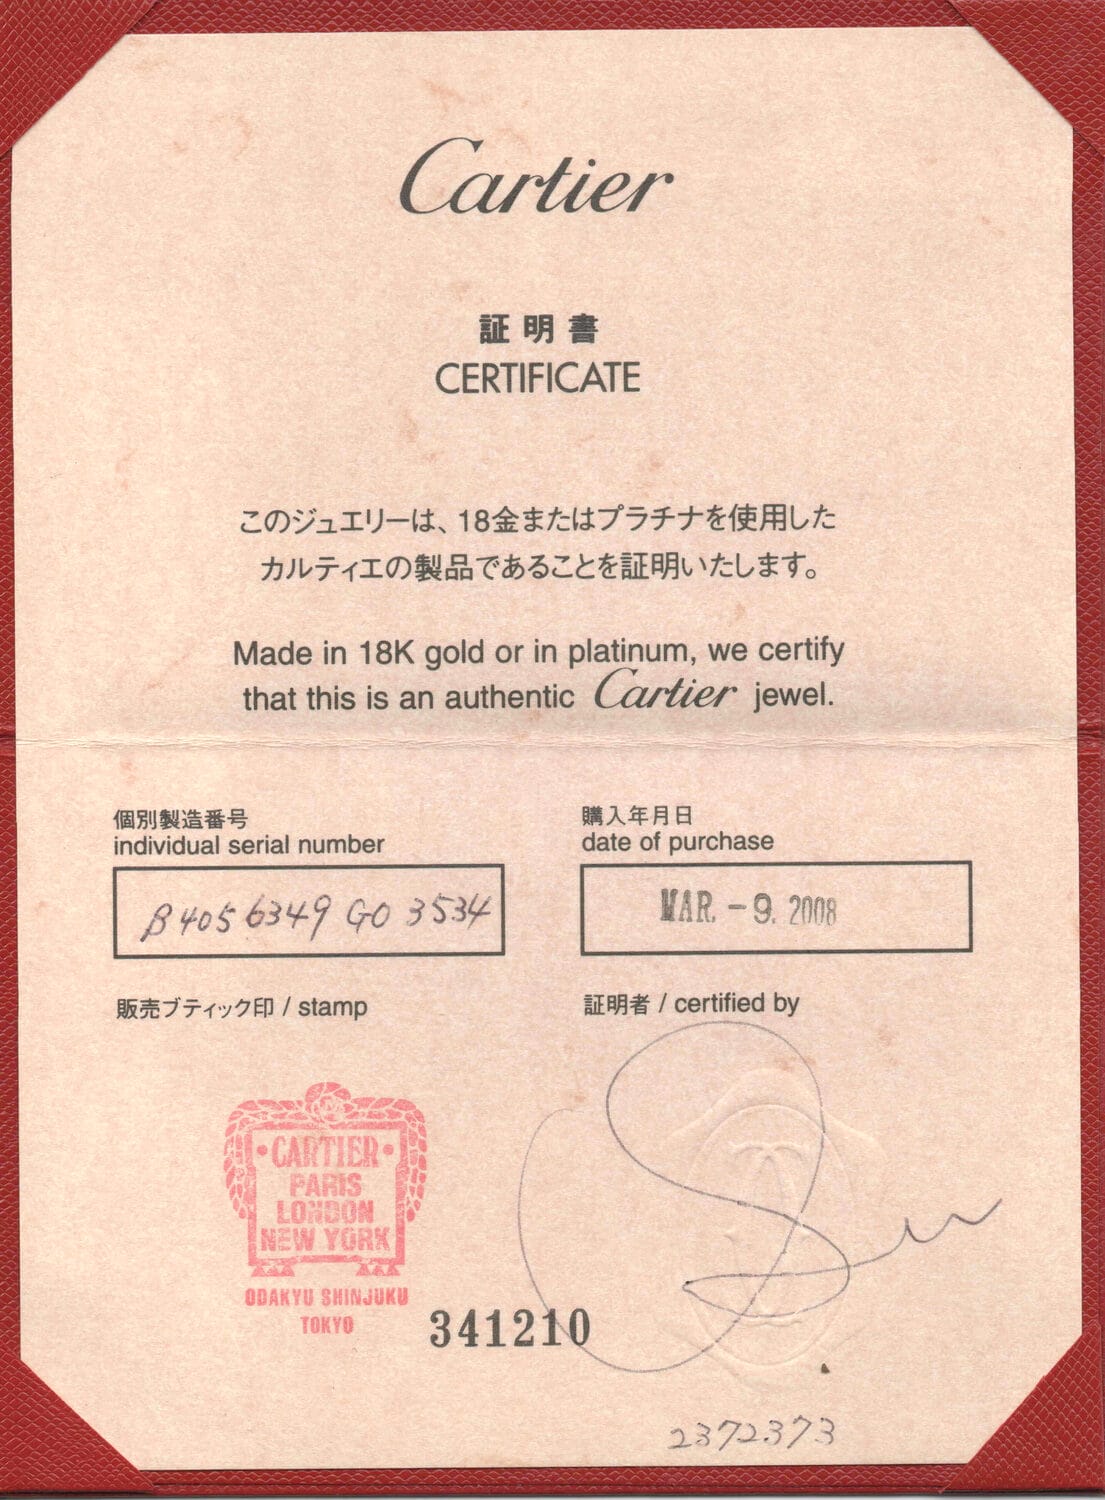 Cartier
証明書
CERTIFICATE
このジュエリーは、18金またはプラチナを使用した
カルティエの製品であることを証明いたします。
Made in 18K gold or in platinum, we certify
that this is an authentic Cartier jewel.
個別製造番号
individual serial number
B4056349 GO 3534
購入年月日
date of purchase
MAR. -9. 2008
販売ブティック印 / stamp
証明者 / certified by
•CARTIER•
PARIS
LONDON
NEW YORK
ODAKYU SHINJUKU
TOKYO
341210
2372373